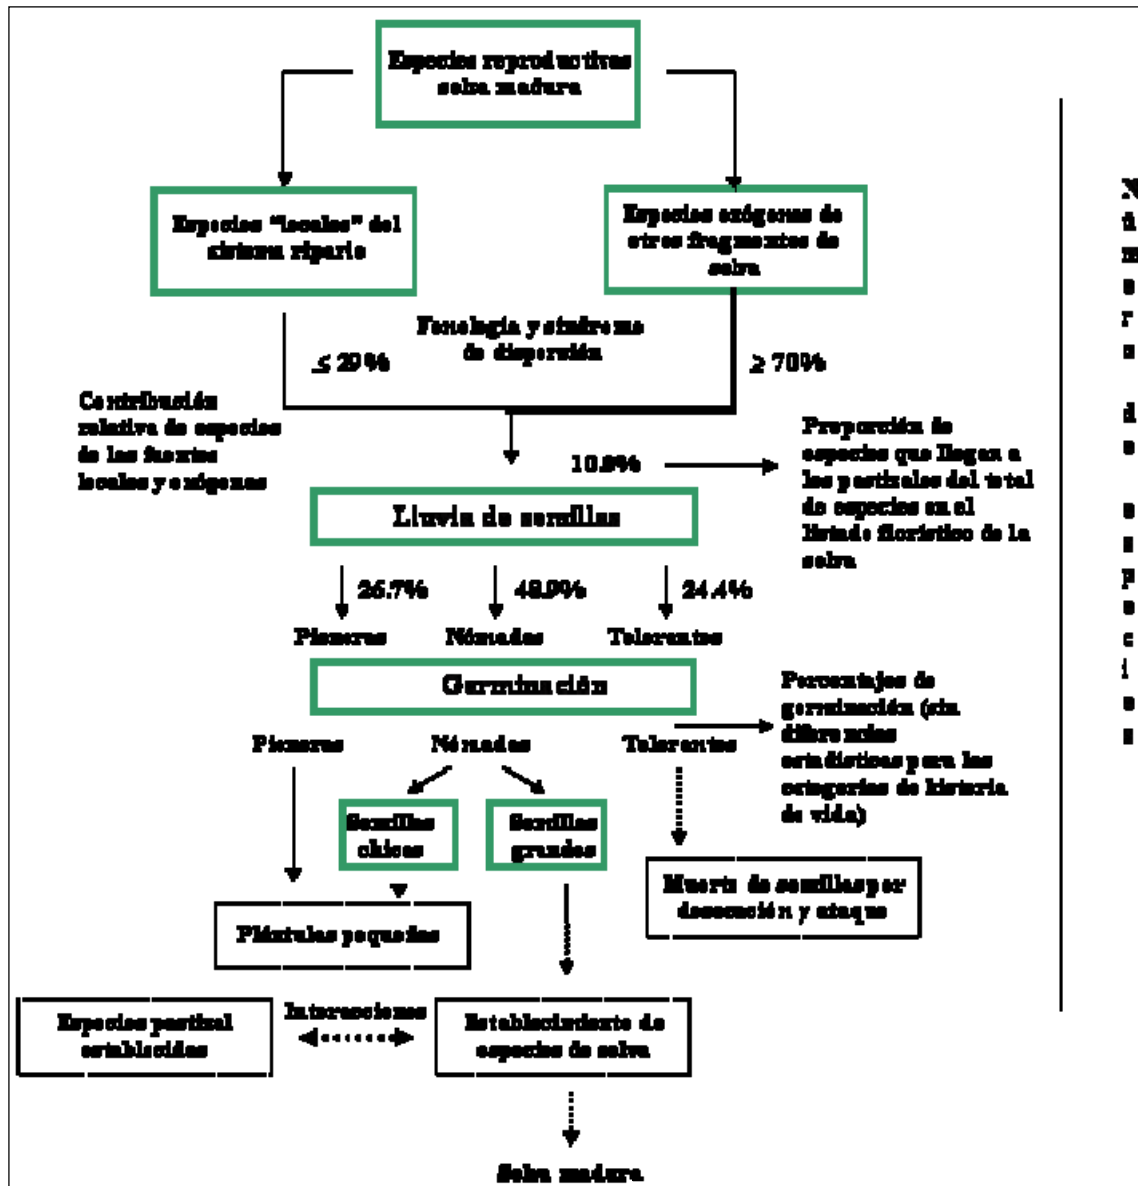 Especies reproductivas
selva madura
Especies "locales" del
sistema ripario
Especies exógenas de
otros fragmentos de
selva
Fenología y síndrome
de dispersión
≤ 29%
≥ 70%
Contribución
relativa de especies
de las fuentes
locales y exógenas
10.9%
Proporción de
especies que llegan a
los pastizales del total
de especies en el
listado florístico de la
selva
Lluvia de semillas
26.7%
48.9%
24.4%
Pioneras
Nómadas
Tolerantes
Germinación
Percentajes de
germinación (sin
diferencias
estadísticas para las
categorías de historia
de vida)
Pioneras
Nómadas
Tolerantes
Semillas
chicas
Semillas
grandes
Muerte de semillas por
desecación y ataque
Plántulas pequeñas
Especies pastizal
establecidas
Interacciones
Establecimiento de
especies de selva
Selva madura
N
ú
m
e
r
o
d
e
e
s
p
e
c
i
e
s